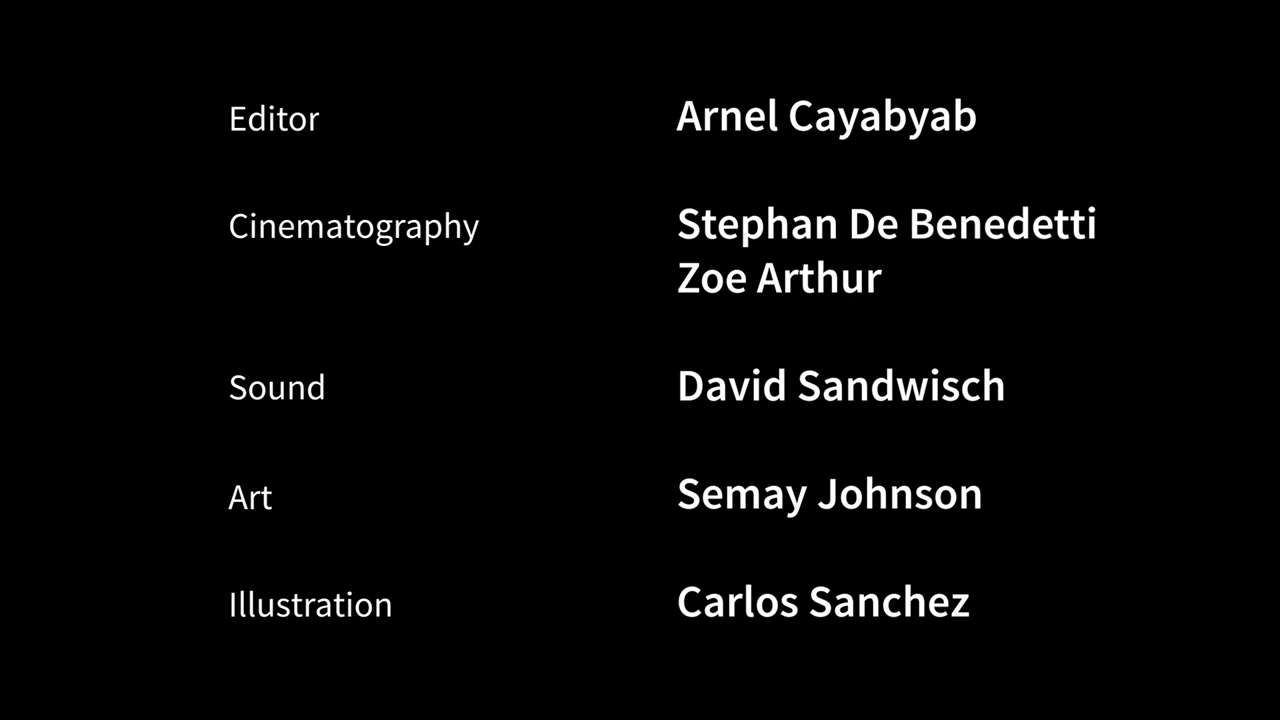 Editor Arnel Cayabyab
Cinematography Stephan De Benedetti
Zoe Arthur
Sound David Sandwisch
Art Semay Johnson
Illustration Carlos Sanchez